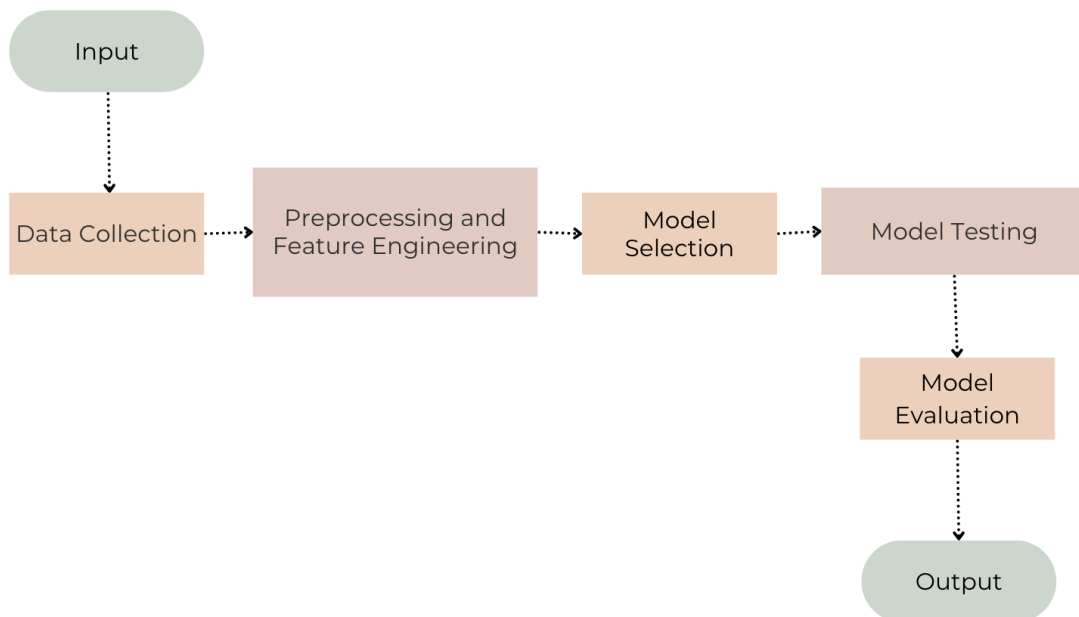 Input
Data Collection
Preprocessing and
Feature Engineering
Model
Selection
Model Testing
Model
Evaluation
Output